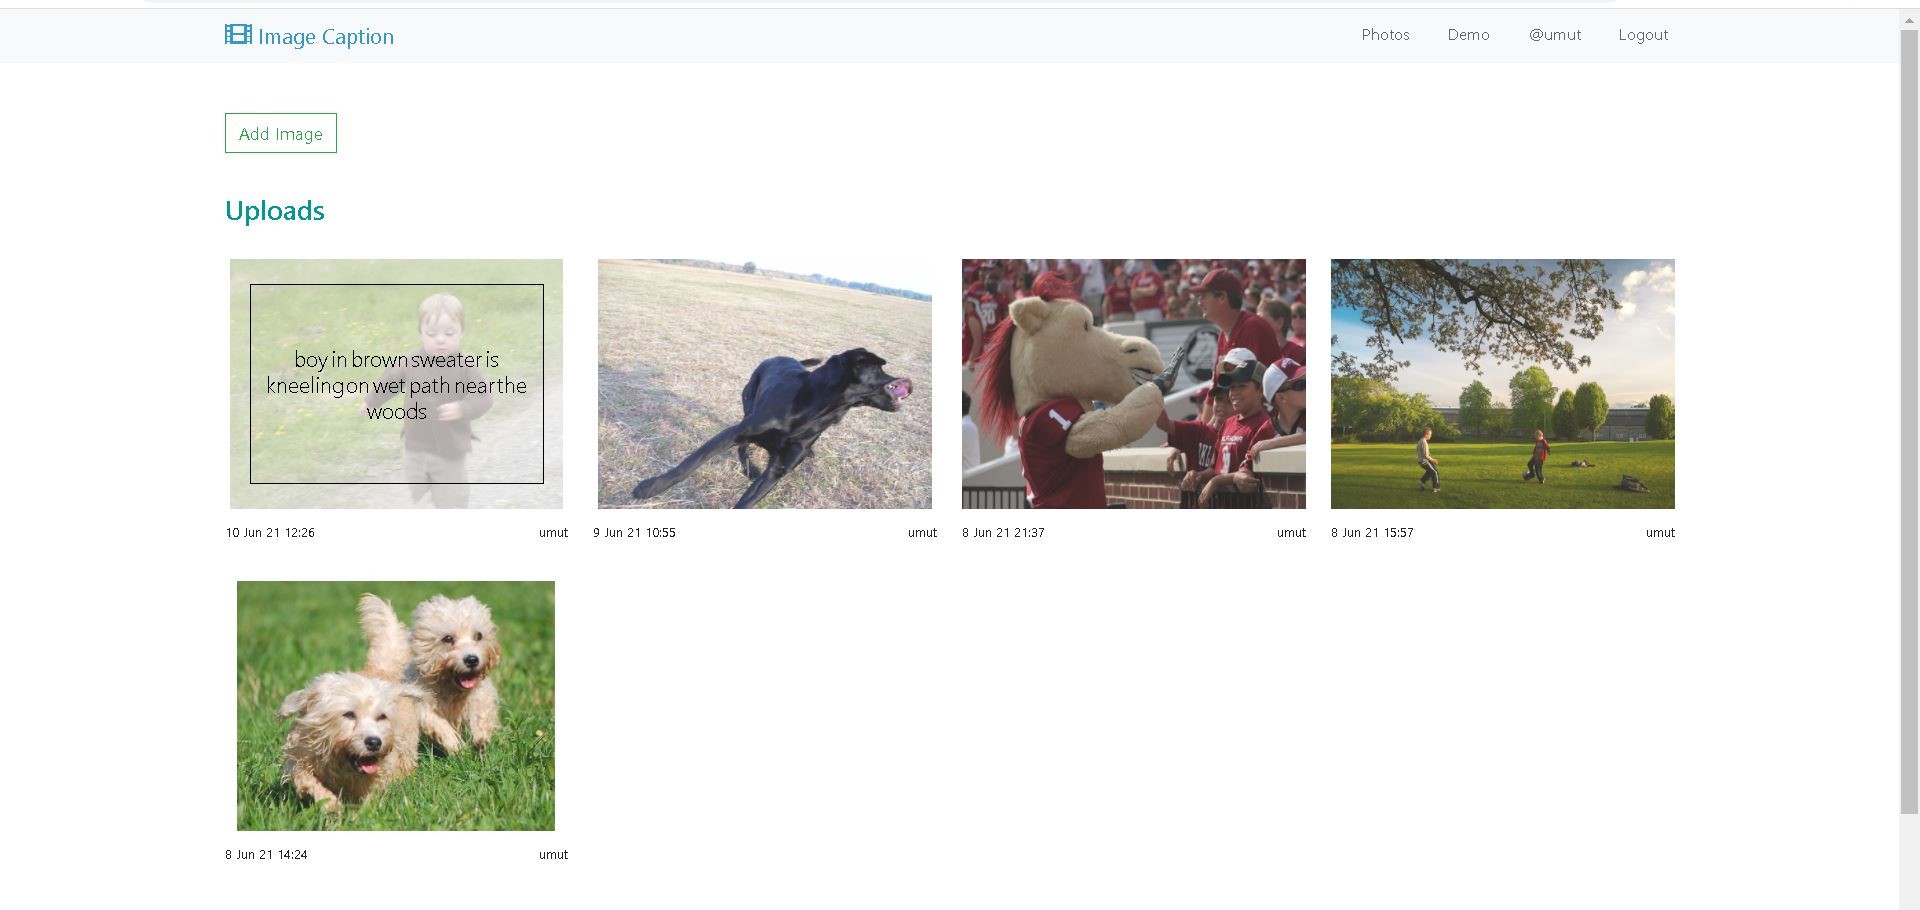 Image Caption
Photos
Demo
@umut
Logout
Add Image
Uploads
boy in brown sweater is
kneeling on wet path near the
woods
1
10 Jun 21 12:26
umut
9 Jun 21 10:55
umut
8 Jun 21 21:37
umut
8 Jun 21 15:57
umut
8 Jun 21 14:24
umut